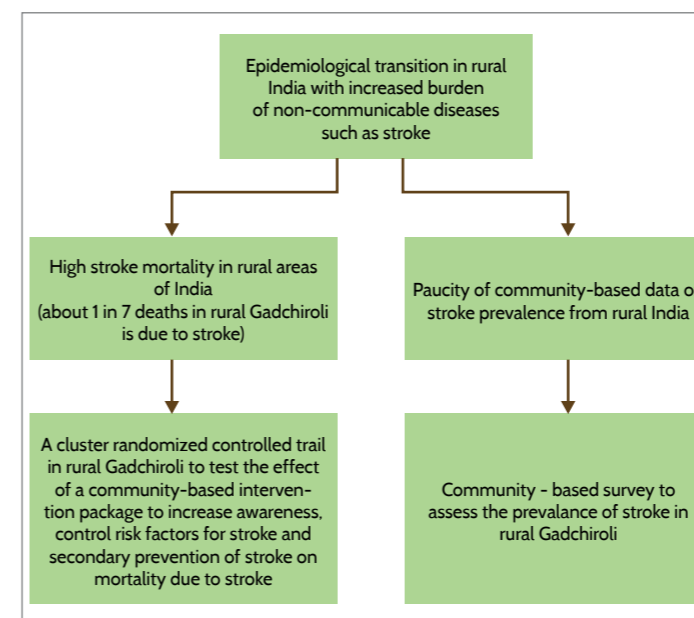 Epidemiological transition in rural
India with increased burden
of non-communicable diseases
such as stroke
High stroke mortality in rural areas
of India
(about 1 in 7 deaths in rural Gadchiroli
is due to stroke)
Paucity of community-based data o
stroke prevalence from rural India
A cluster randomized controlled trail
in rural Gadchiroli to test the effect
of a community-based interven-
tion package to increase awareness,
control risk factors for stroke and
secondary prevention of stroke on
mortality due to stroke
Community - based survey to
assess the prevalance of stroke in
rural Gadchiroli